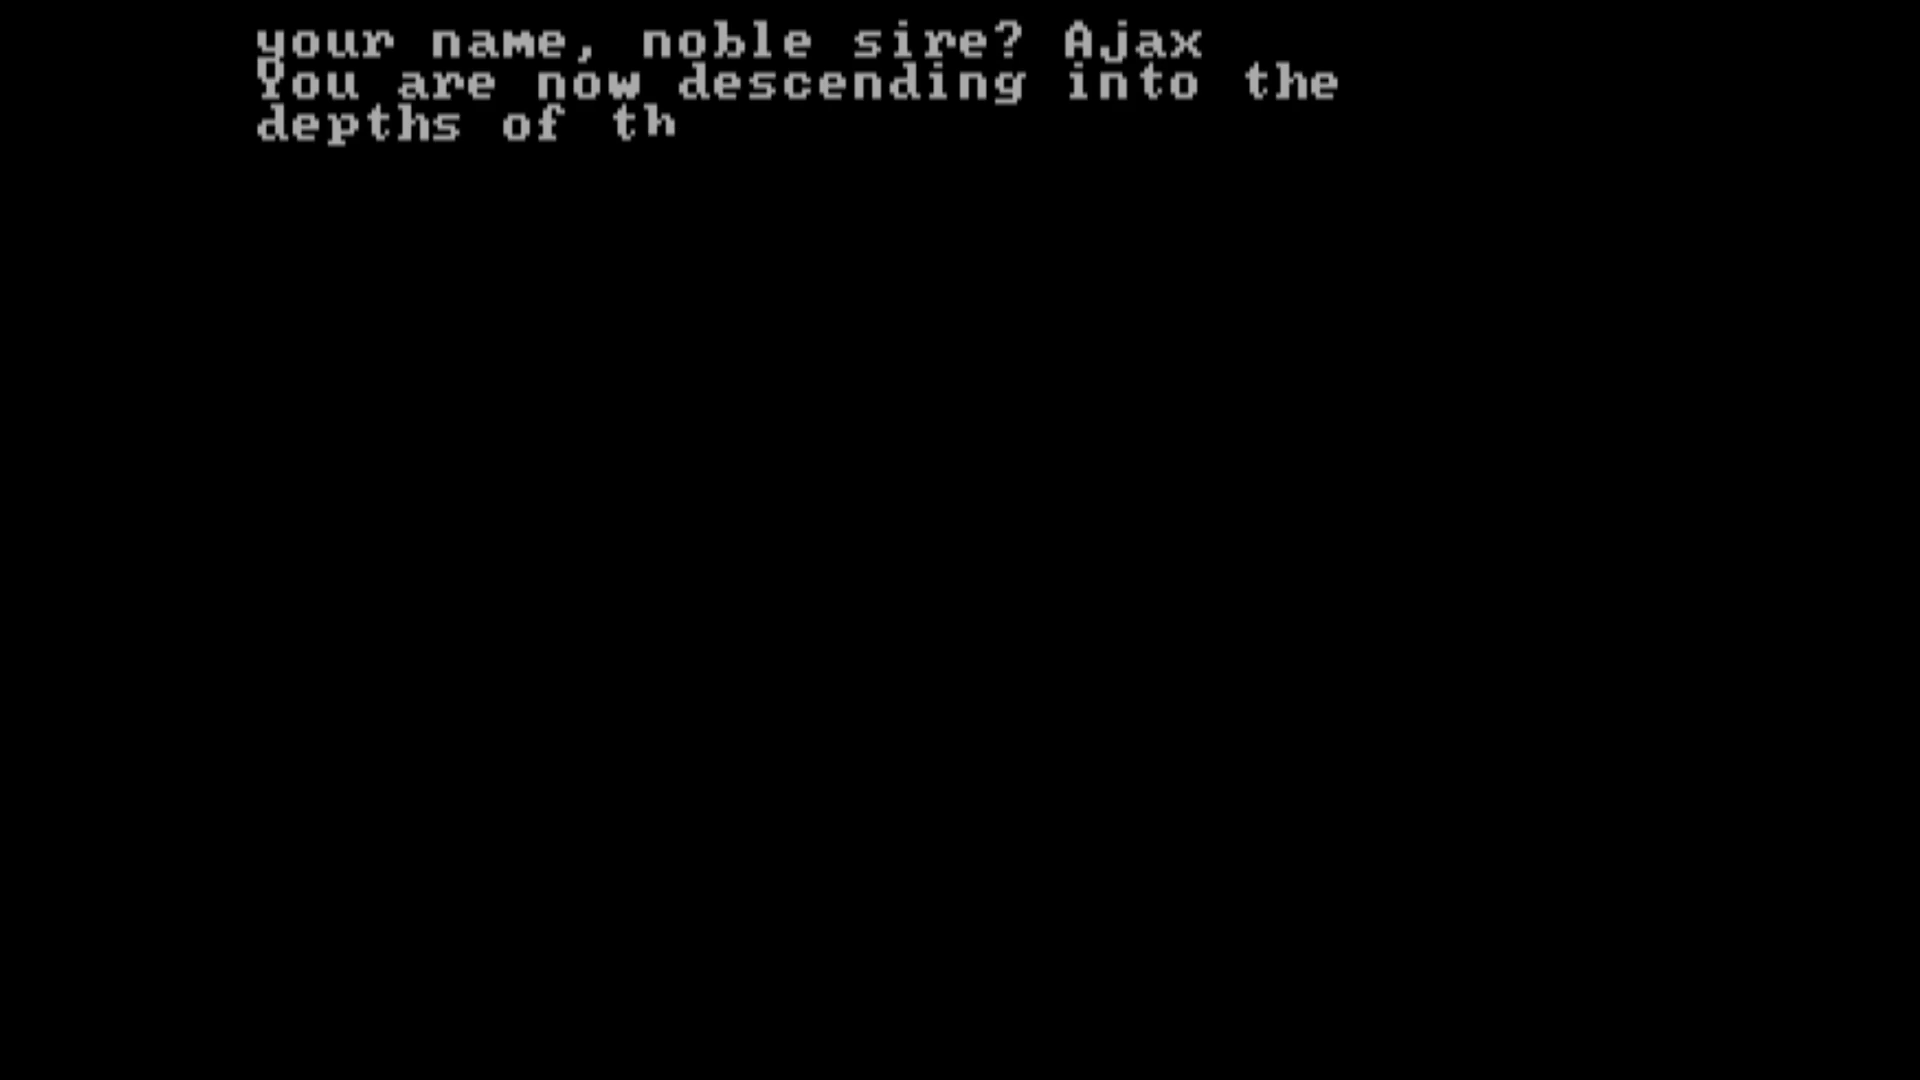 your name, noble sire? Ajax
You are now descending into the
depths of th